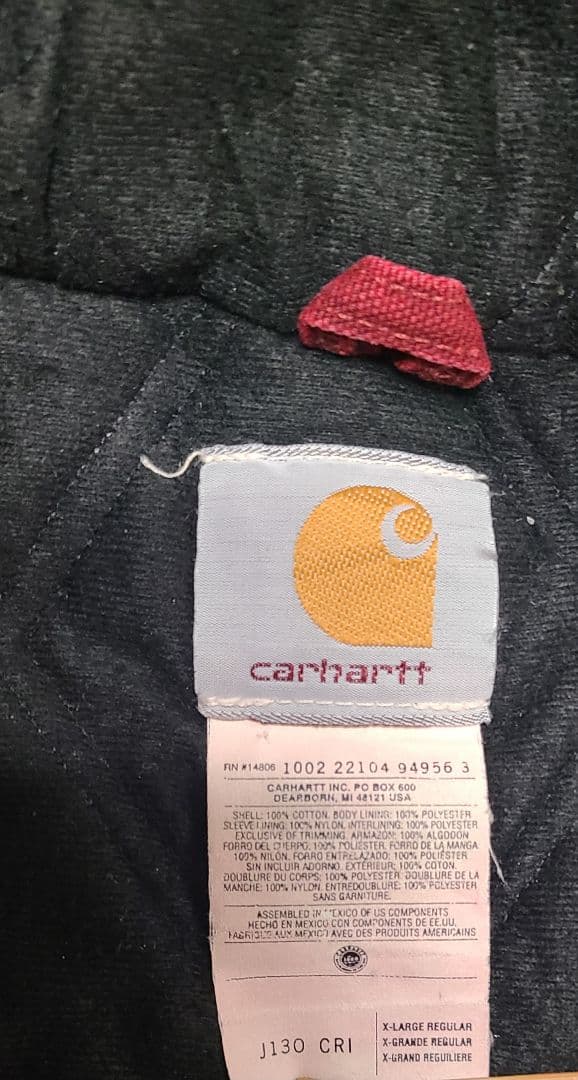 carhartt
RN #14806 1002 22104 94956 3
CARHARTT INC. PO BOX 600
DEARBORN, MI 48121 USA
SHELL: 100% COTTON. BODY LINING: 100% POLYESTER
SLEEVE LINING: 100% NYLON. INTERLINING: 100% POLYESTER
EXCLUSIVE OF TRIMMING. ARMAZON: 100% ALGODON
FORRO DEL CUERPO: 100% POLIESTER. FORRO DE LA MANGA
100% NILON. FORRO ENTRELAZADO: 100% POLIESTER
SIN INCLUIR ADORNO. EXTERIEUR: 100% COTON.
DOUBLURE DU CORPS: 100% POLYESTER. DOUBLURE DE LA
MANCHE: 100% NYLON. ENTREDOUBLURE: 100% POLYESTER
SANS GARNITURE.
ASSEMBLED IN MEXICO OF US COMPONENTS
HECHO EN MEXICO CON COMPONENTES DE EE.UU.
FABRIQUE AUX MEXICO AVEC DES PRODUITS AMERICAINS
J130 CRI
X-LARGE REGULAR
X-GRANDE REGULAR
X-GRAND REGUILIERE